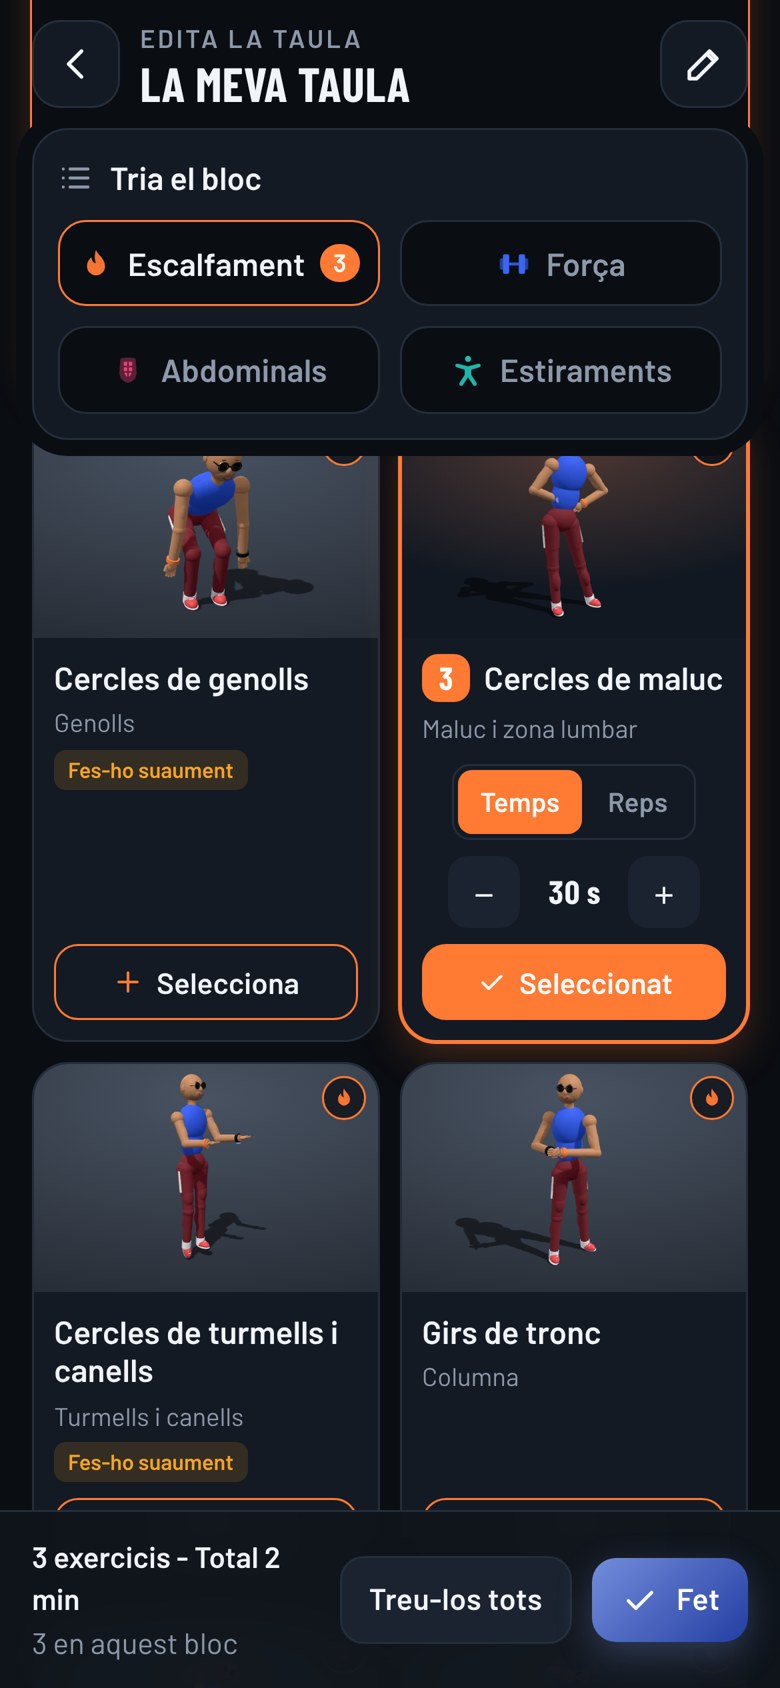 EDITA LA TAULA
LA MEVA TAULA
Tria el bloc
Escalfament 3
Força
Abdominals
Estiraments
Cercles de genolls
Genolls
Fes-ho suaument
Selecciona
3 Cercles de maluc
Maluc i zona lumbar
Temps
Reps
− 30 s +
Seleccionat
Cercles de turmells i
canells
Turmells i canells
Fes-ho suaument
Girs de tronc
Columna
3 exercicis - Total 2
min
3 en aquest bloc
Treu-los tots
Fet